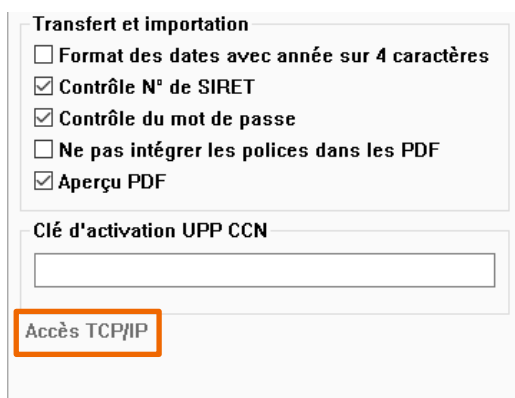 Transfert et importation
Format des dates avec année sur 4 caractères
Contrôle N° de SIRET
Contrôle du mot de passe
Ne pas intégrer les polices dans les PDF
Aperçu PDF
Clé d'activation UPP CCN
Accès TCP/IP